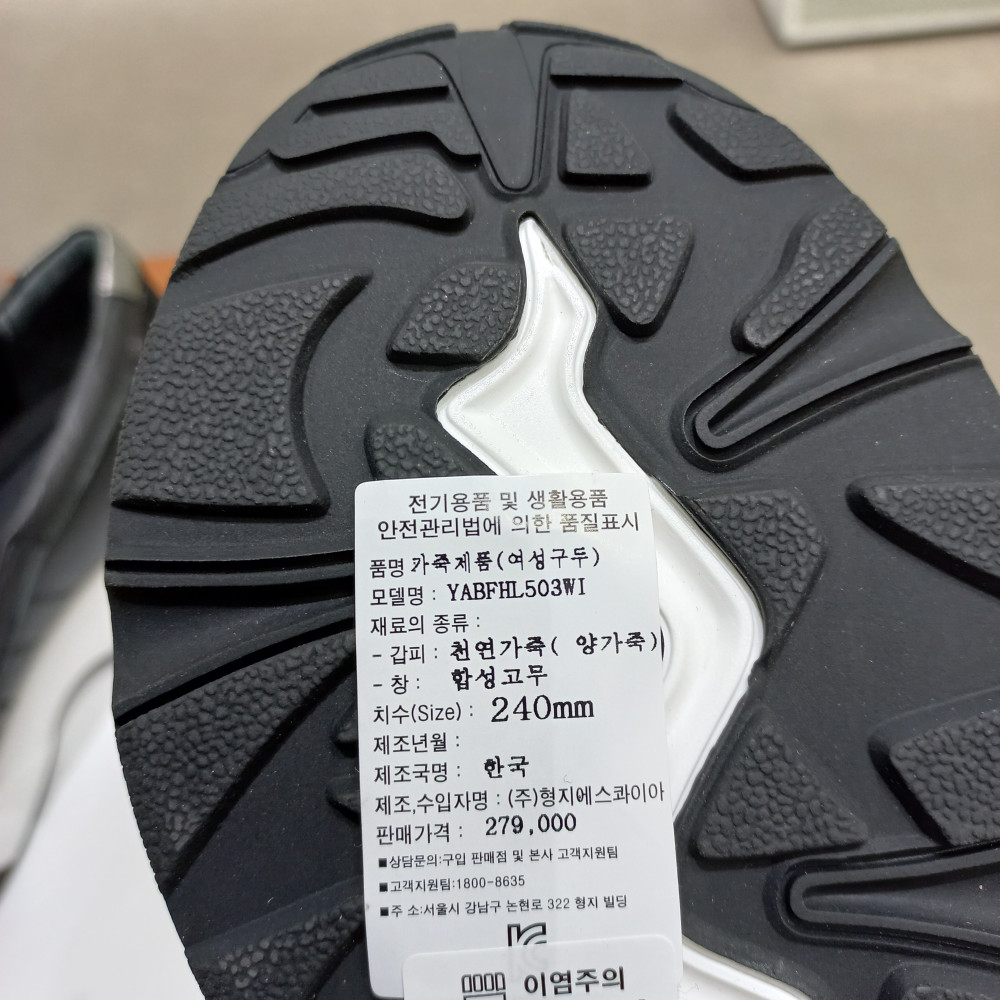 전기용품 및 생활용품
안전관리법에 의한 품질표시
품명 카죽제품(여성구두)
모델명 : YABFHL503WI
재료의 종류 :
- 갑피 : 천연가죽( 양가죽)
- 창 : 합성고무
치수(Size) : 240mm
제조년월 :
제조국명 : 한국
제조,수입자명 : (주)형지에스콰이아
판매가격 : 279,000
■상담문의:구입 판매점 및 본사 고객지원팀
■고객지원팀:1800-8635
■주 소:서울시 강남구 논현로 322 형지 빌딩
이염주의